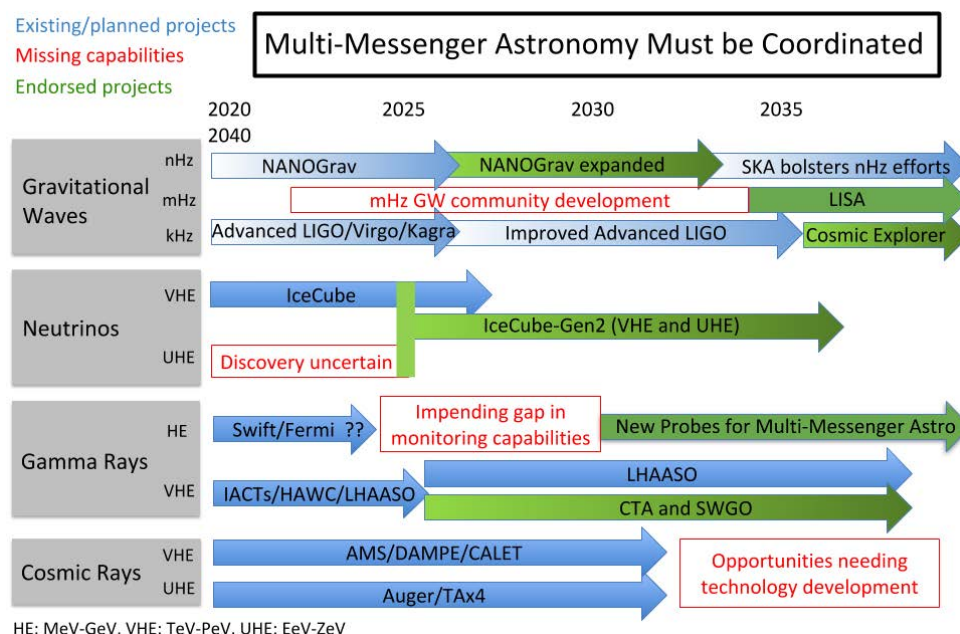 Existing/planned projects
Missing capabilities
Endorsed projects
Multi-Messenger Astronomy Must be Coordinated
2020 2025 2030 2035
2040
Gravitational
Waves
nHz
NANOGrav
NANOGrav expanded
SKA bolsters nHz efforts
mHz
mHz GW community development
LISA
kHz
Advanced LIGO/Virgo/Kagra
Improved Advanced LIGO
Cosmic Explorer
Neutrinos
VHE
IceCube
IceCube-Gen2 (VHE and UHE)
UHE
Discovery uncertain
Gamma Rays
HE
Swift/Fermi ??
Impending gap in
monitoring capabilities
New Probes for Multi-Messenger Astro
VHE
IACTs/HAWC/LHAASO
LHAASO
CTA and SWGO
Cosmic Rays
VHE
AMS/DAMPE/CALET
UHE
Auger/TAx4
Opportunities needing
technology development
HE: MeV-GeV, VHE: TeV-PeV, UHE: EeV-ZeV